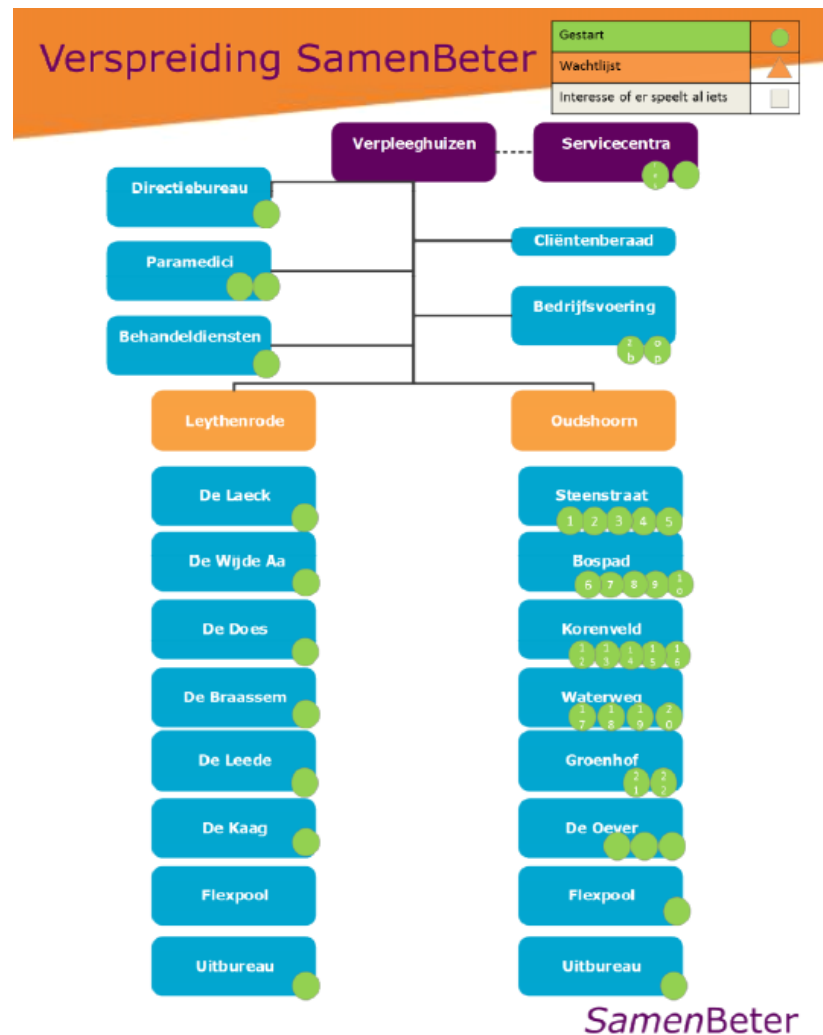 Verspreiding SamenBeter
Gestart
Wachtlijst
Interesse of er speelt al iets
Verpleeghuizen
Servicecentra
Directiebureau
Cliëntenberaad
Paramedici
Bedrijfsvoering
2b
op
Behandeldiensten
Leythenrode
Oudshoorn
De Laeck
Steenstraat
1 2 3 4 5
De Wijde Aa
Bospad
6 7 8 9 10
De Does
Korenveld
12 13 14 15 16
De Braassem
Waterweg
17 18 19 20
De Leede
Groenhof
21 22
De Kaag
De Oever
Flexpool
Flexpool
Uitbureau
Uitbureau
SamenBeter